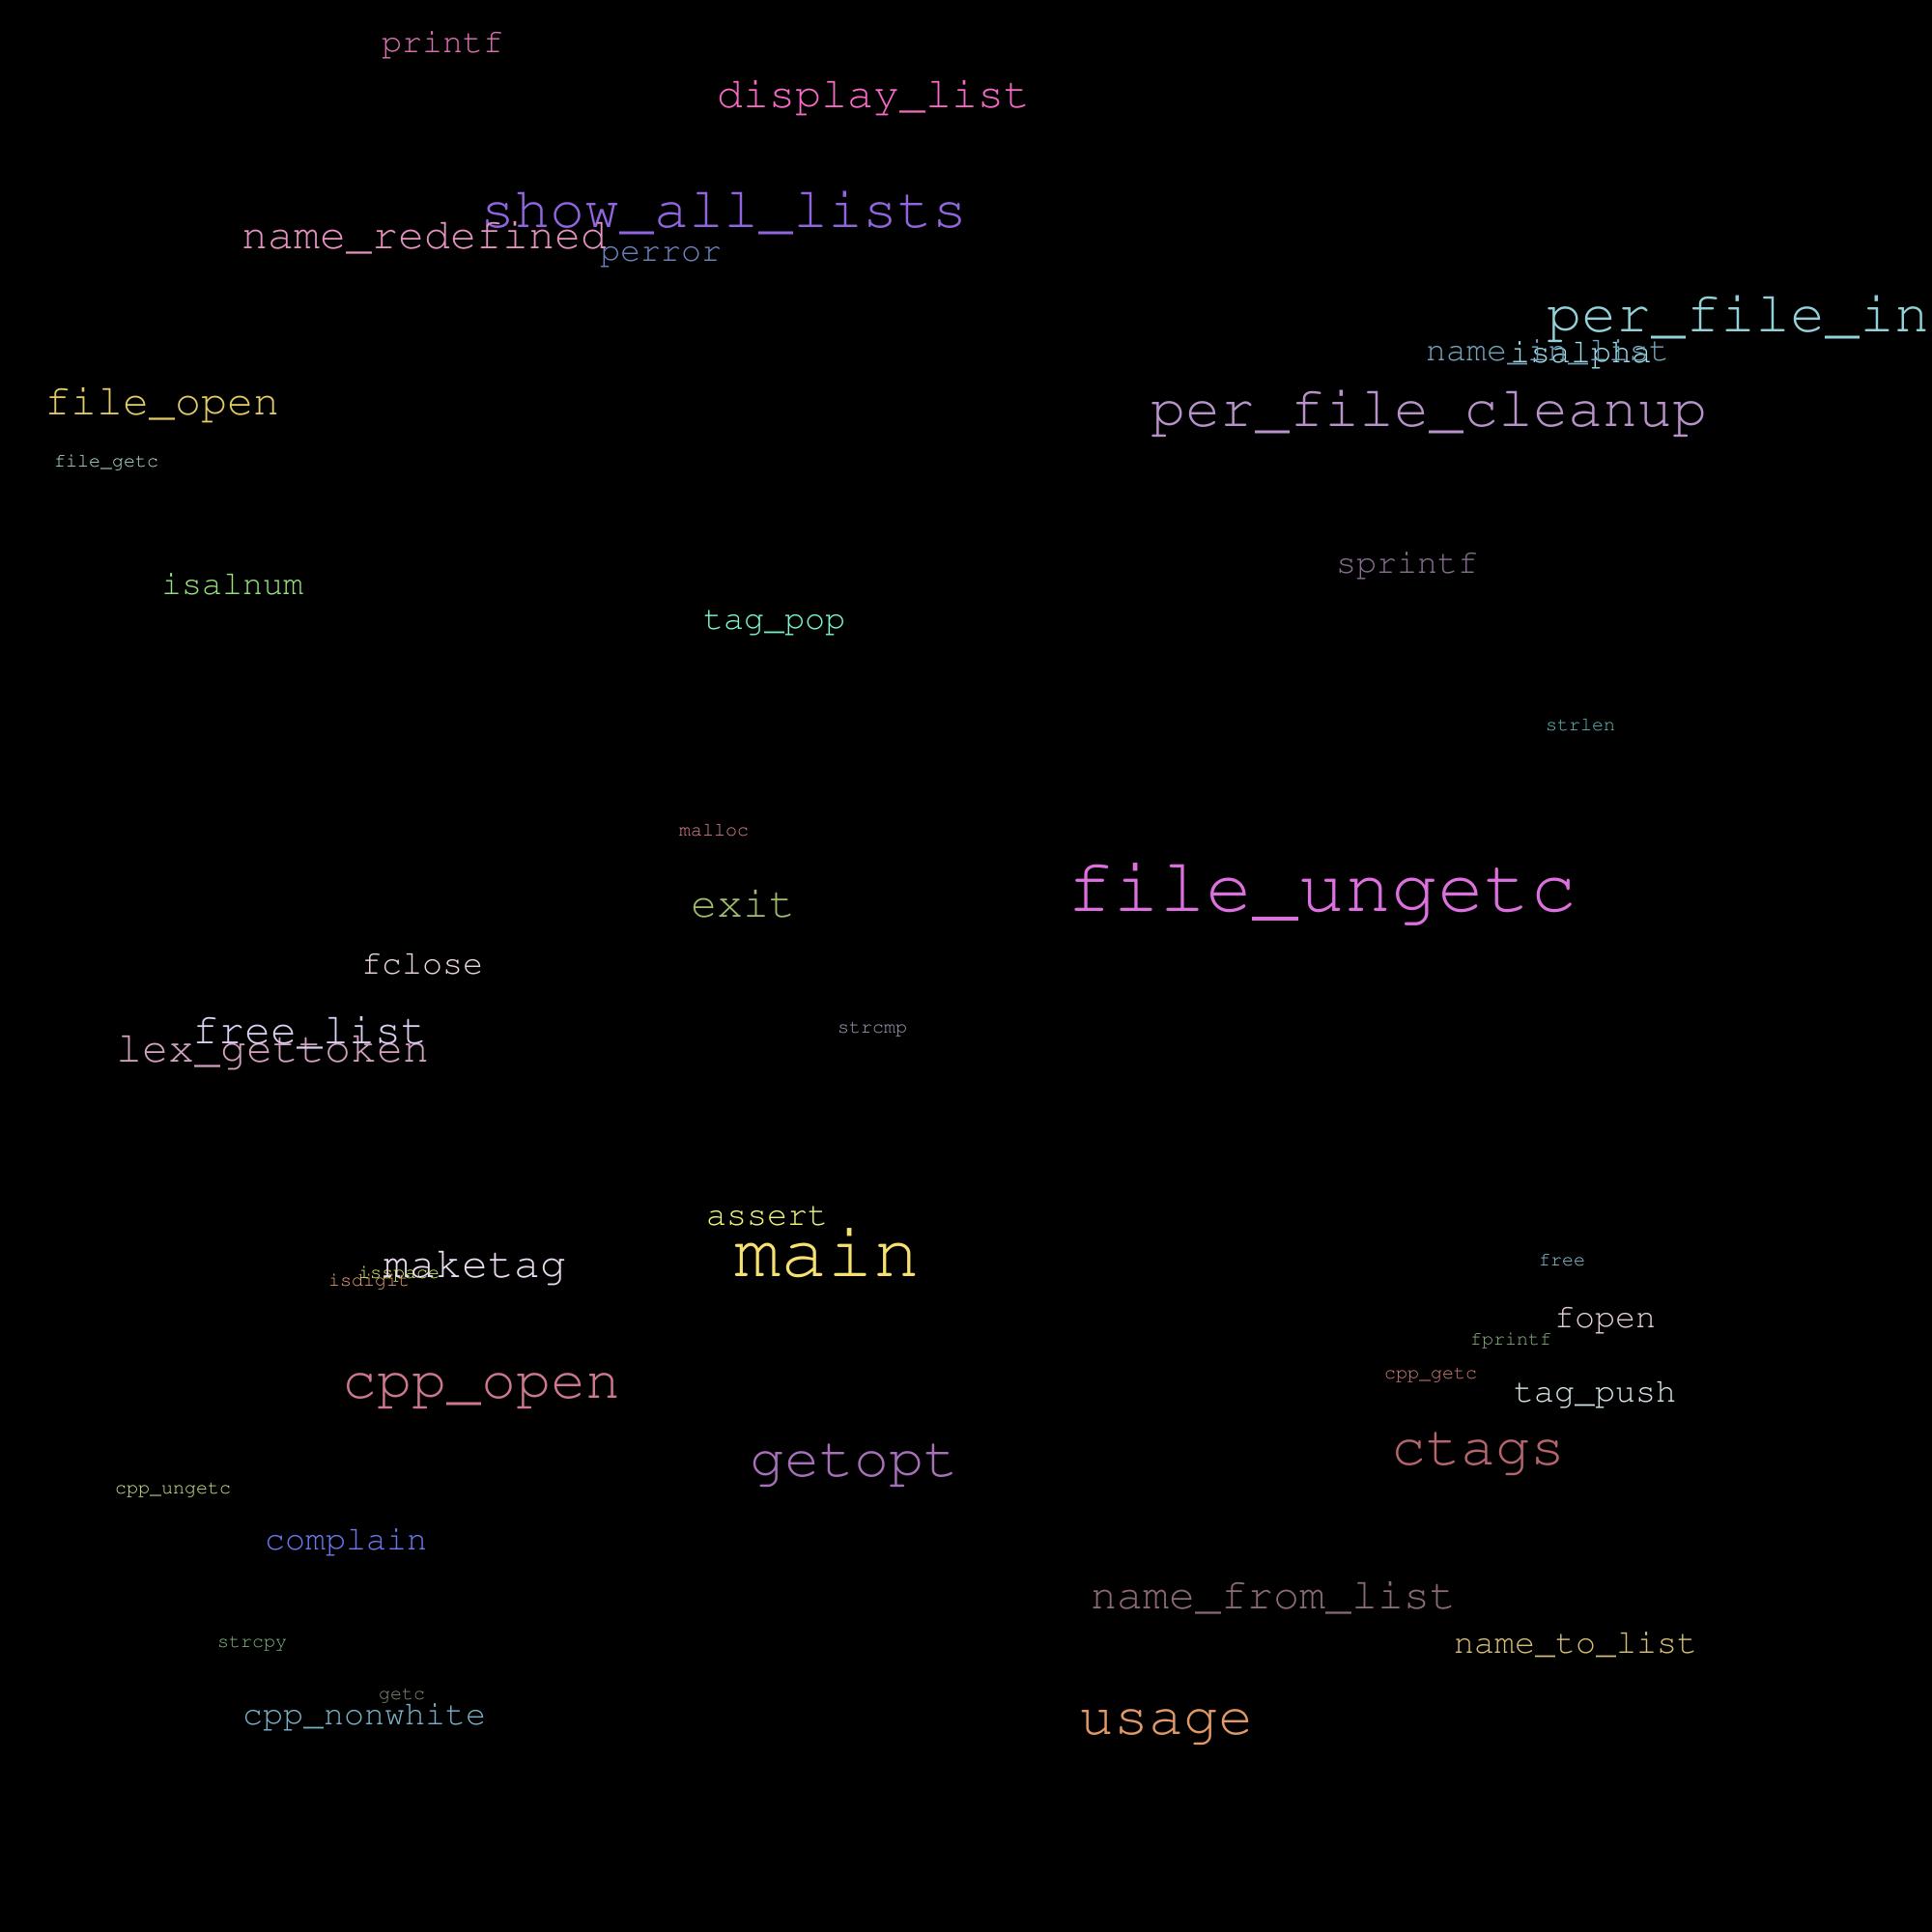 printf
display_list
show_all_lists
name_redefined
perror
per_file_in
name_in_list
isalpha
file_open
per_file_cleanup
file_getc
sprintf
isalnum
tag_pop
strlen
malloc
file_ungetc
exit
fclose
strcmp
free_list
lex_gettoken
assert
main
free
maketag
isspace
isdigit
fopen
fprintf
cpp_getc
cpp_open
tag_push
ctags
getopt
cpp_ungetc
complain
name_from_list
strcpy
name_to_list
getc
cpp_nonwhite
usage